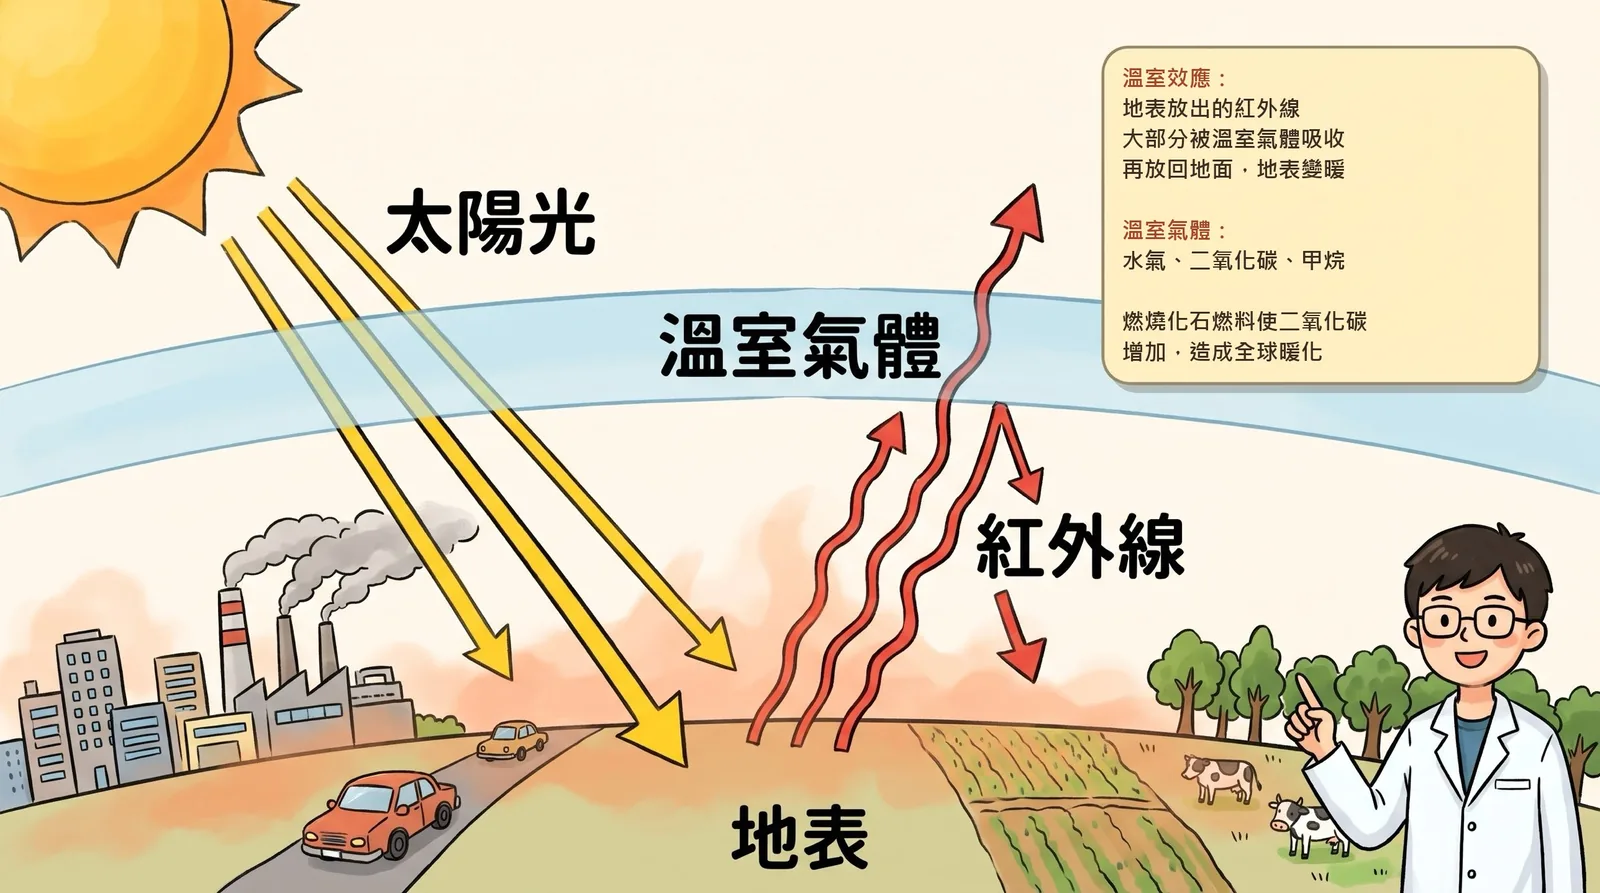 太陽光
溫室氣體
紅外線
地表
溫室效應：
地表放出的紅外線
大部分被溫室氣體吸收
再放回地面，地表變暖
溫室氣體：
水氣、二氧化碳、甲烷
燃燒化石燃料使二氧化碳
增加，造成全球暖化